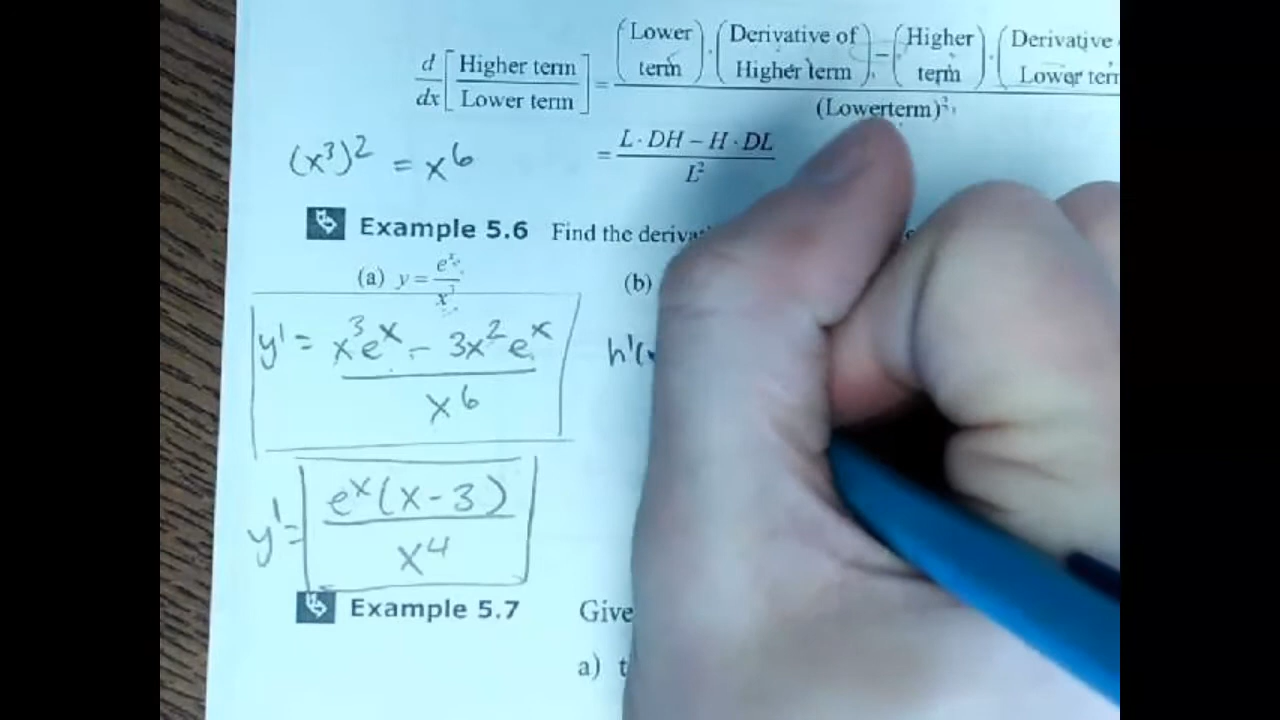 d/dx [Higher term / Lower term] = (Lower term) · (Derivative of Higher term) − (Higher term) · (Derivative Lower
(Lowerterm)²
(x³)² = x⁶
= L · DH − H · DL / L²
Example 5.6 Find the
(a) y = eˣ / x³ (b)
y' = x³eˣ − 3x²eˣ / x⁶
h'(
y' = eˣ(x − 3) / x⁴
Example 5.7 Give
a) t